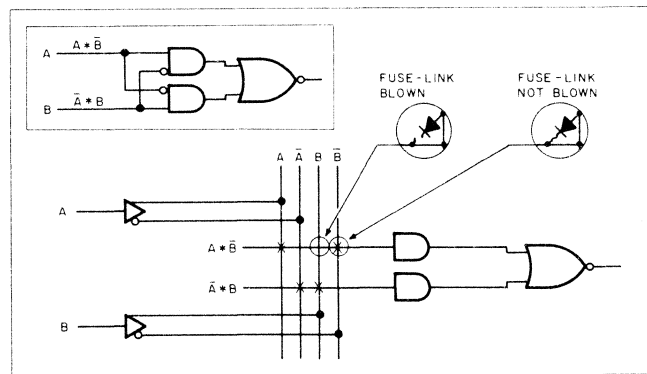 A A * B̅
B A̅ * B
FUSE-LINK
BLOWN
FUSE-LINK
NOT BLOWN
A A̅ B B̅
A
A * B̅
A̅ * B
B